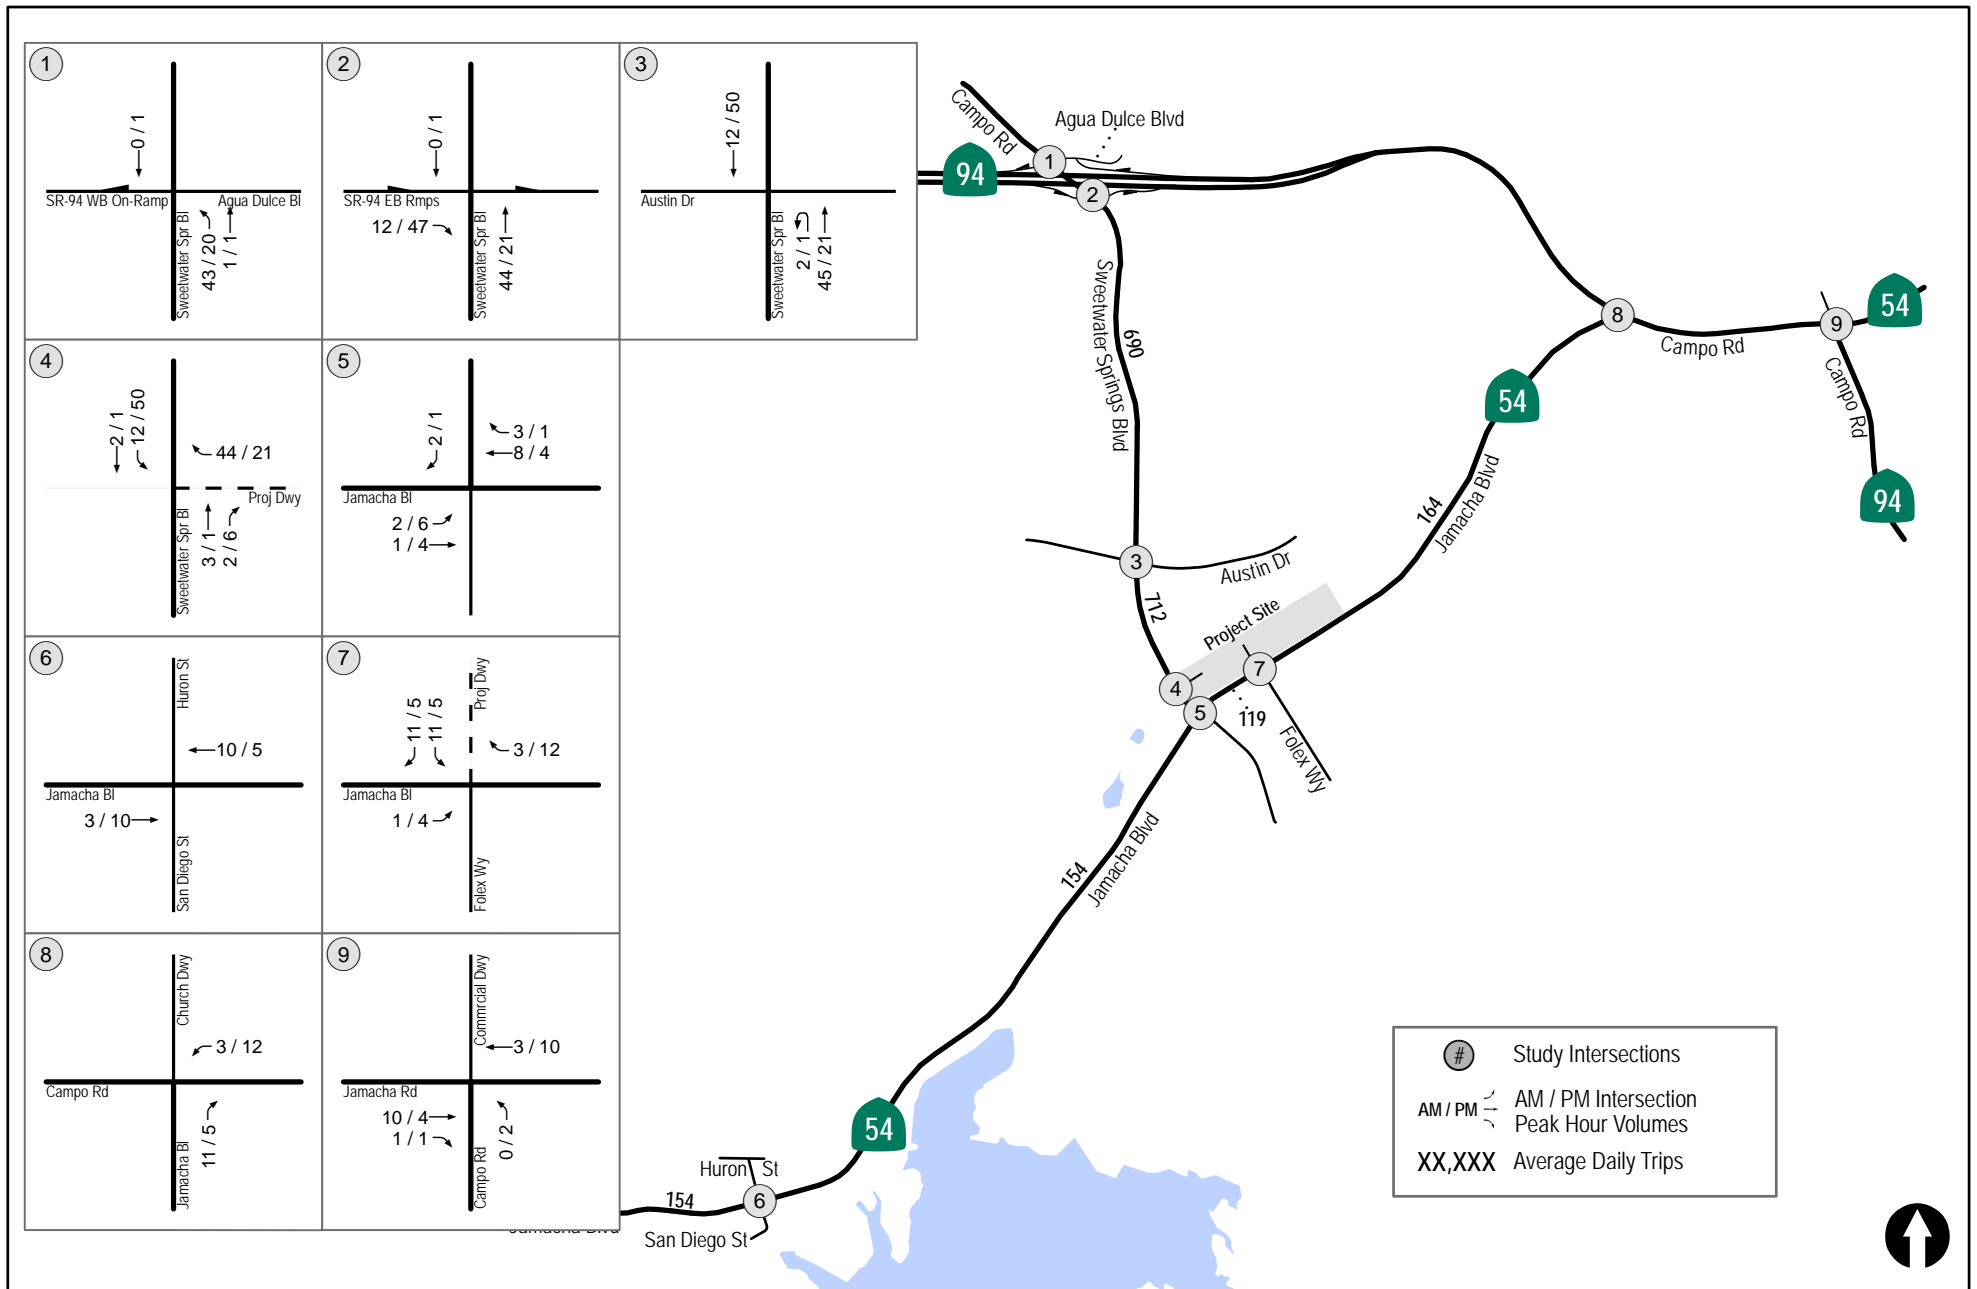 1
0 / 1
SR-94 WB On-Ramp
Agua Dulce Bl
Sweetwater Spr Bl
43 / 20
1 / 1
2
0 / 1
SR-94 EB Rmps
12 / 47
Sweetwater Spr Bl
44 / 21
3
12 / 50
Austin Dr
Sweetwater Spr Bl
2 / 1
45 / 21
4
2 / 1
12 / 50
44 / 21
Proj Dwy
Sweetwater Spr Bl
3 / 1
2 / 6
5
2 / 1
3 / 1
8 / 4
Jamacha Bl
2 / 6
1 / 4
6
Huron St
10 / 5
Jamacha Bl
3 / 10
San Diego St
7
11 / 5
11 / 5
Proj Dwy
3 / 12
Jamacha Bl
1 / 4
Folex Wy
8
Church Dwy
3 / 12
Campo Rd
Jamacha Bl
11 / 5
9
Commrcial Dwy
3 / 10
Jamacha Rd
10 / 4
1 / 1
Campo Rd
0 / 2
Campo Rd
Agua Dulce Blvd
94
1
2
Sweetwater Springs Blvd
690
8
Campo Rd
9
54
Campo Rd
94
54
164
Jamacha Blvd
3
Austin Dr
712
Project Site
4
5
7
119
Folex Wy
154
Jamacha Blvd
54
Huron St
6
154
Jamacha Blvd
San Diego St
#
Study Intersections
AM / PM
AM / PM Intersection
Peak Hour Volumes
XX,XXX
Average Daily Trips